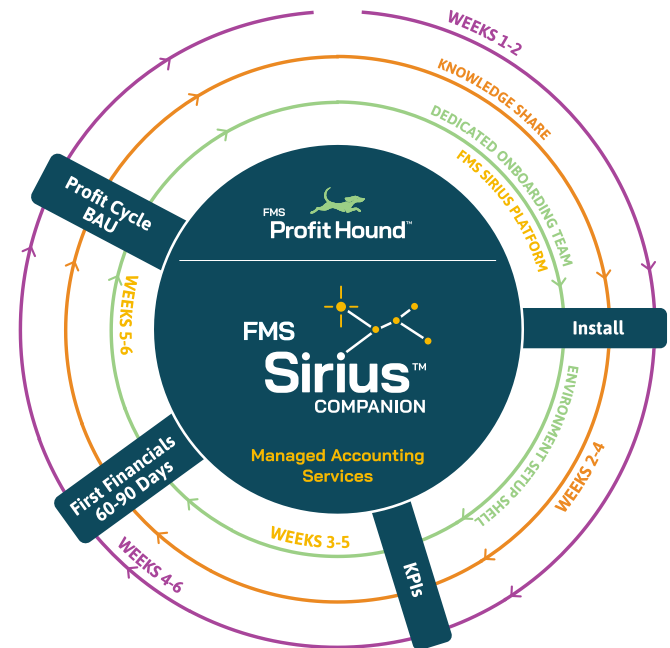 WEEKS 1-2
KNOWLEDGE SHARE
DEDICATED ONBOARDING TEAM
FMS SIRIUS PLATFORM
Install
ENVIRONMENT SETUP SHELL
WEEKS 2-4
KPIs
WEEKS 3-5
WEEKS 4-6
First Financials
60-90 Days
WEEKS 5-6
Profit Cycle
BAU
FMS
Profit Hound™
FMS
Sirius™
COMPANION
Managed Accounting
Services